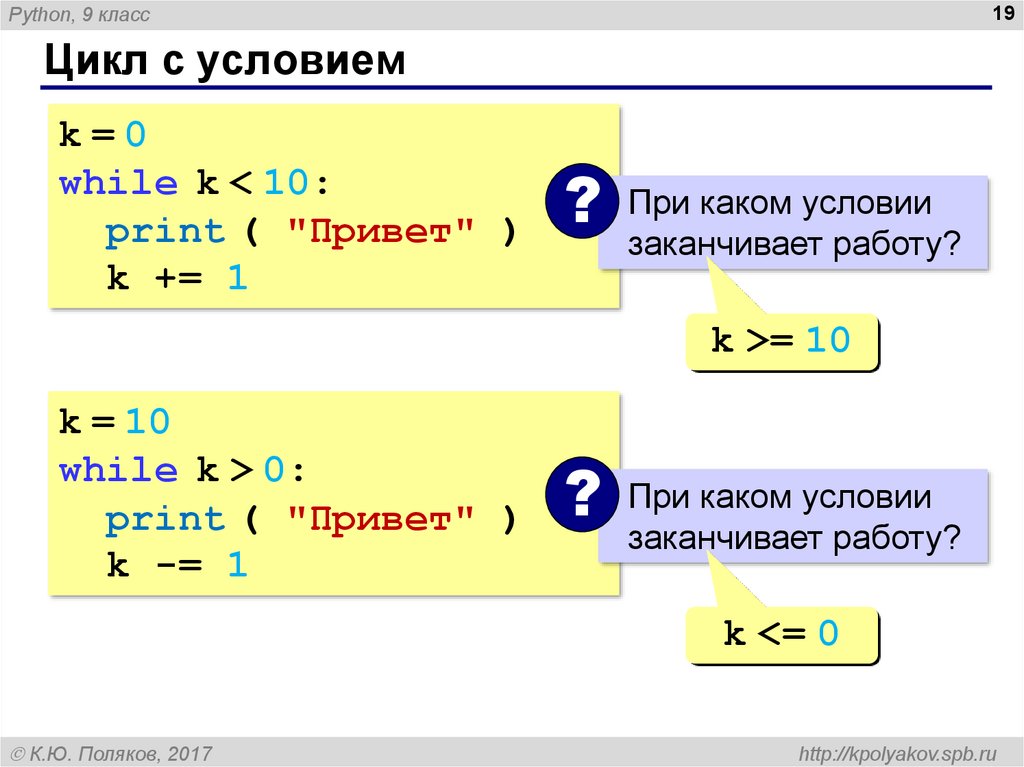 Python, 9 класс
19
Цикл с условием
k = 0
while k < 10:
  print ( "Привет" )
  k += 1
?
При каком условии
заканчивает работу?
k >= 10
k = 10
while k > 0:
  print ( "Привет" )
  k -= 1
?
При каком условии
заканчивает работу?
k <= 0
© К.Ю. Поляков, 2017
http://kpolyakov.spb.ru